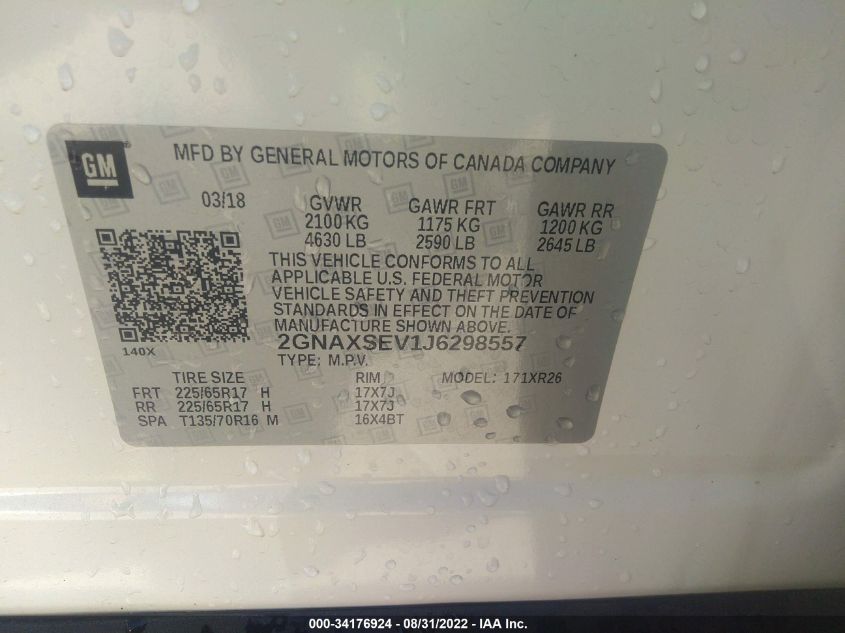 GM
MFD BY GENERAL MOTORS OF CANADA COMPANY
03/18
GVWR GAWR FRT GAWR RR
2100 KG 1175 KG 1200 KG
4630 LB 2590 LB 2645 LB
THIS VEHICLE CONFORMS TO ALL
APPLICABLE U.S. FEDERAL MOTOR
VEHICLE SAFETY AND THEFT PREVENTION
STANDARDS IN EFFECT ON THE DATE OF
MANUFACTURE SHOWN ABOVE.
2GNAXSEV1J6298557
140X
TYPE: M.P.V.
TIRE SIZE RIM MODEL: 171XR26
FRT 225/65R17 H 17X7J
RR 225/65R17 H 17X7J
SPA T135/70R16 M 16X4BT
000-34176924 - 08/31/2022 - IAA Inc.